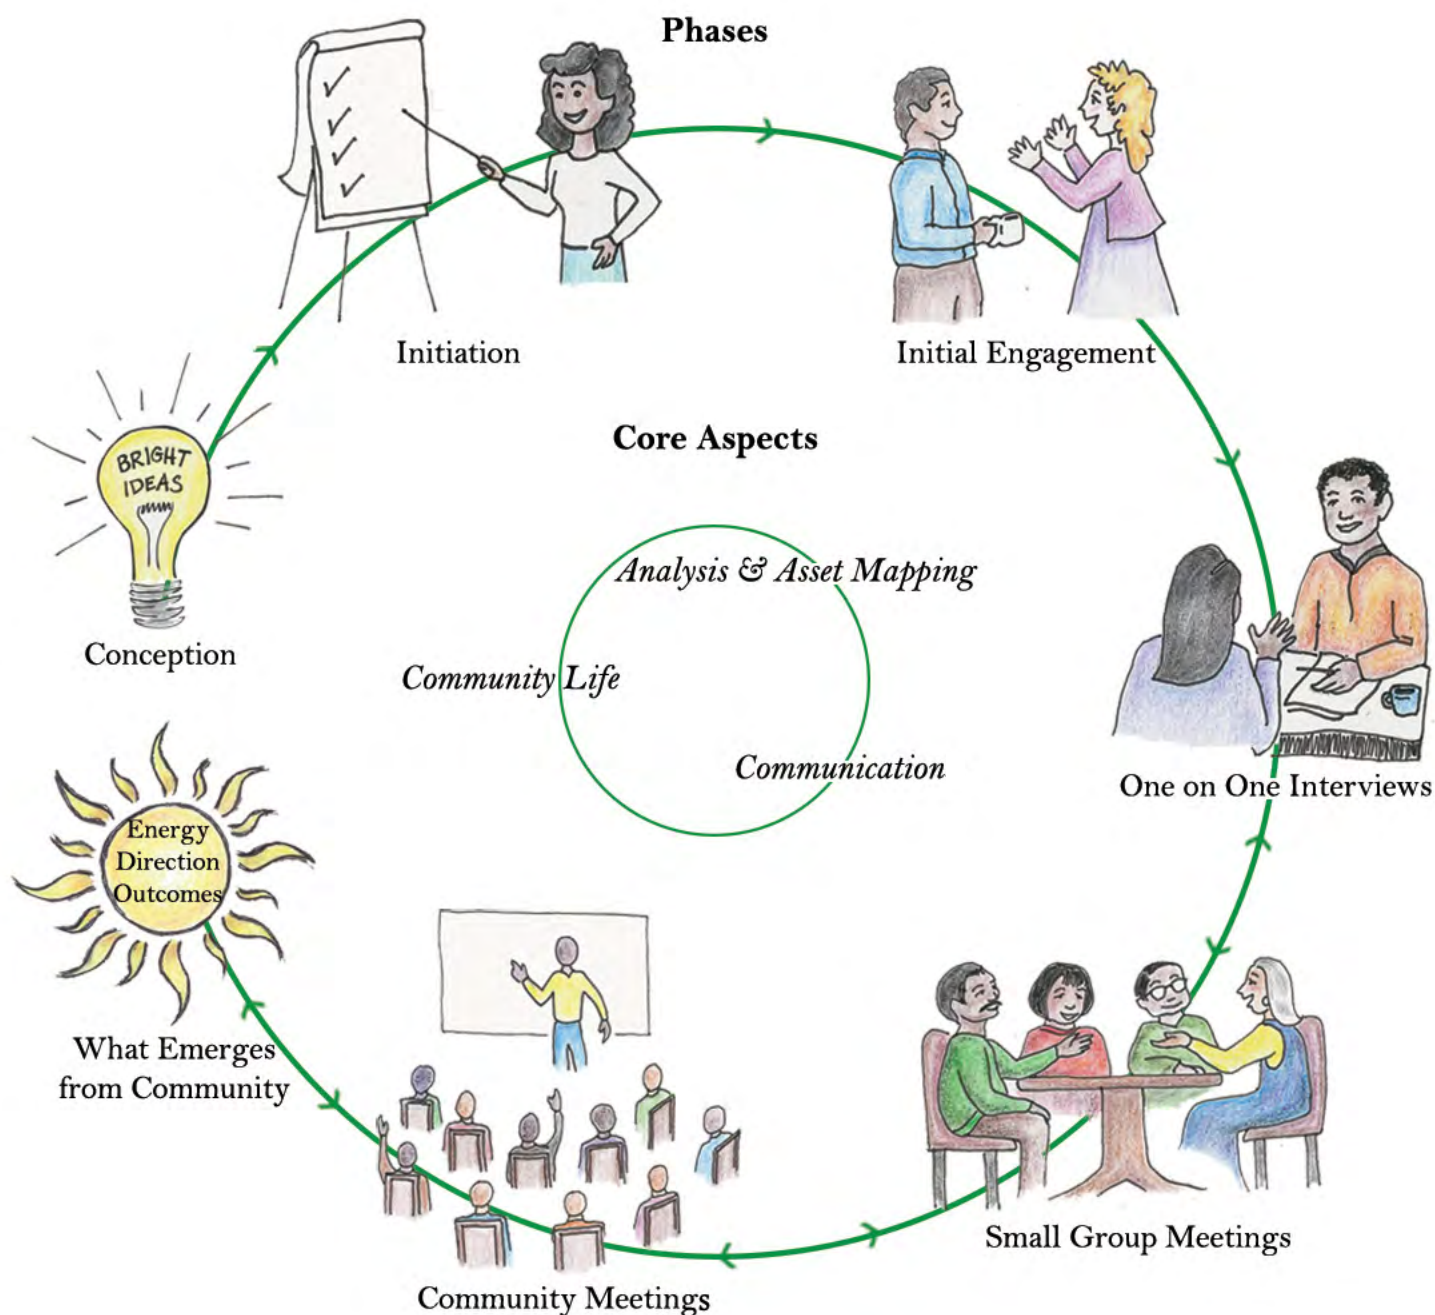 Phases
Initiation
Initial Engagement
BRIGHT
IDEAS
Conception
Core Aspects
Analysis & Asset Mapping
Community Life
Communication
One on One Interviews
Energy
Direction
Outcomes
What Emerges
from Community
Small Group Meetings
Community Meetings